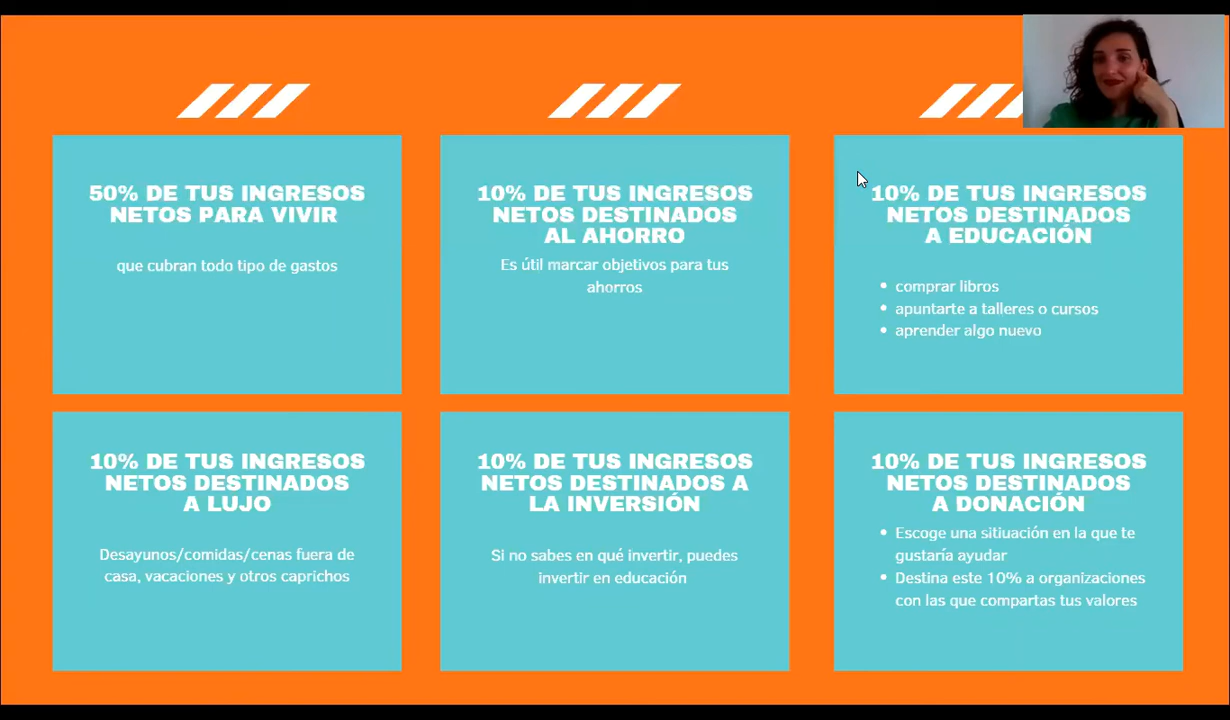 50% DE TUS INGRESOS
NETOS PARA VIVIR
que cubran todo tipo de gastos
10% DE TUS INGRESOS
NETOS DESTINADOS
AL AHORRO
Es útil marcar objetivos para tus
ahorros
10% DE TUS INGRESOS
NETOS DESTINADOS
A EDUCACIÓN
• comprar libros
• apuntarte a talleres o cursos
• aprender algo nuevo
10% DE TUS INGRESOS
NETOS DESTINADOS
A LUJO
Desayunos/comidas/cenas fuera de
casa, vacaciones y otros caprichos
10% DE TUS INGRESOS
NETOS DESTINADOS A
LA INVERSIÓN
Si no sabes en qué invertir, puedes
invertir en educación
10% DE TUS INGRESOS
NETOS DESTINADOS
A DONACIÓN
• Escoge una sitiuación en la que te
gustaría ayudar
• Destina este 10% a organizaciones
con las que compartas tus valores